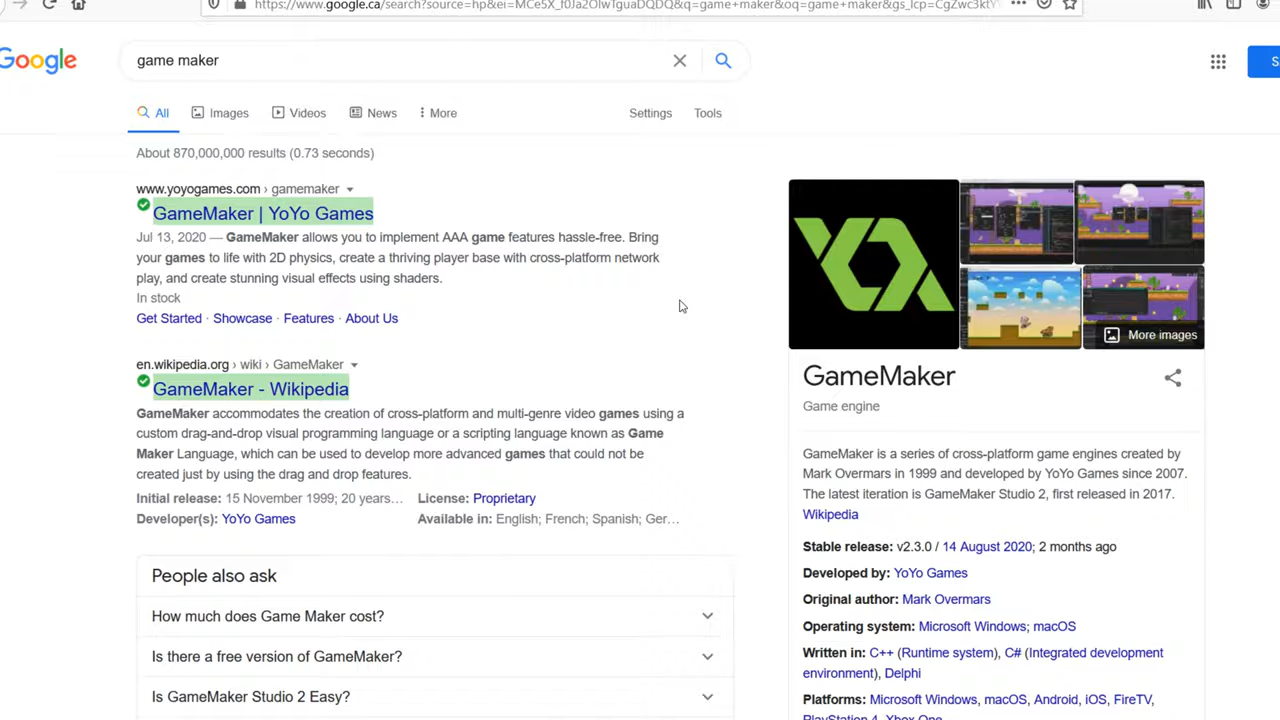 https://www.google.ca/search?source=hp&ei=
Google
game maker
All
Images
Videos
News
More
Settings
Tools
About 870,000,000 results (0.73 seconds)
www.yoyogames.com › gamemaker
GameMaker | YoYo Games
Jul 13, 2020 — GameMaker allows you to implement AAA game features hassle-free. Bring
your games to life with 2D physics, create a thriving player base with cross-platform network
play, and create stunning visual effects using shaders.
In stock
Get Started · Showcase · Features · About Us
en.wikipedia.org › wiki › GameMaker
GameMaker - Wikipedia
GameMaker accommodates the creation of cross-platform and multi-genre video games using a
custom drag-and-drop visual programming language or a scripting language known as Game
Maker Language, which can be used to develop more advanced games that could not be
created just by using the drag and drop features.
Initial release: 15 November 1999; 20 years... License: Proprietary
Developer(s): YoYo Games Available in: English; French; Spanish; Ger...
People also ask
How much does Game Maker cost?
Is there a free version of GameMaker?
Is GameMaker Studio 2 Easy?
More images
GameMaker
Game engine
GameMaker is a series of cross-platform game engines created by
Mark Overmars in 1999 and developed by YoYo Games since 2007.
The latest iteration is GameMaker Studio 2, first released in 2017.
Wikipedia
Stable release: v2.3.0 / 14 August 2020; 2 months ago
Developed by: YoYo Games
Original author: Mark Overmars
Operating system: Microsoft Windows; macOS
Written in: C++ (Runtime system), C# (Integrated development
environment), Delphi
Platforms: Microsoft Windows, macOS, Android, iOS, FireTV,
PlayStation 4, Xbox One